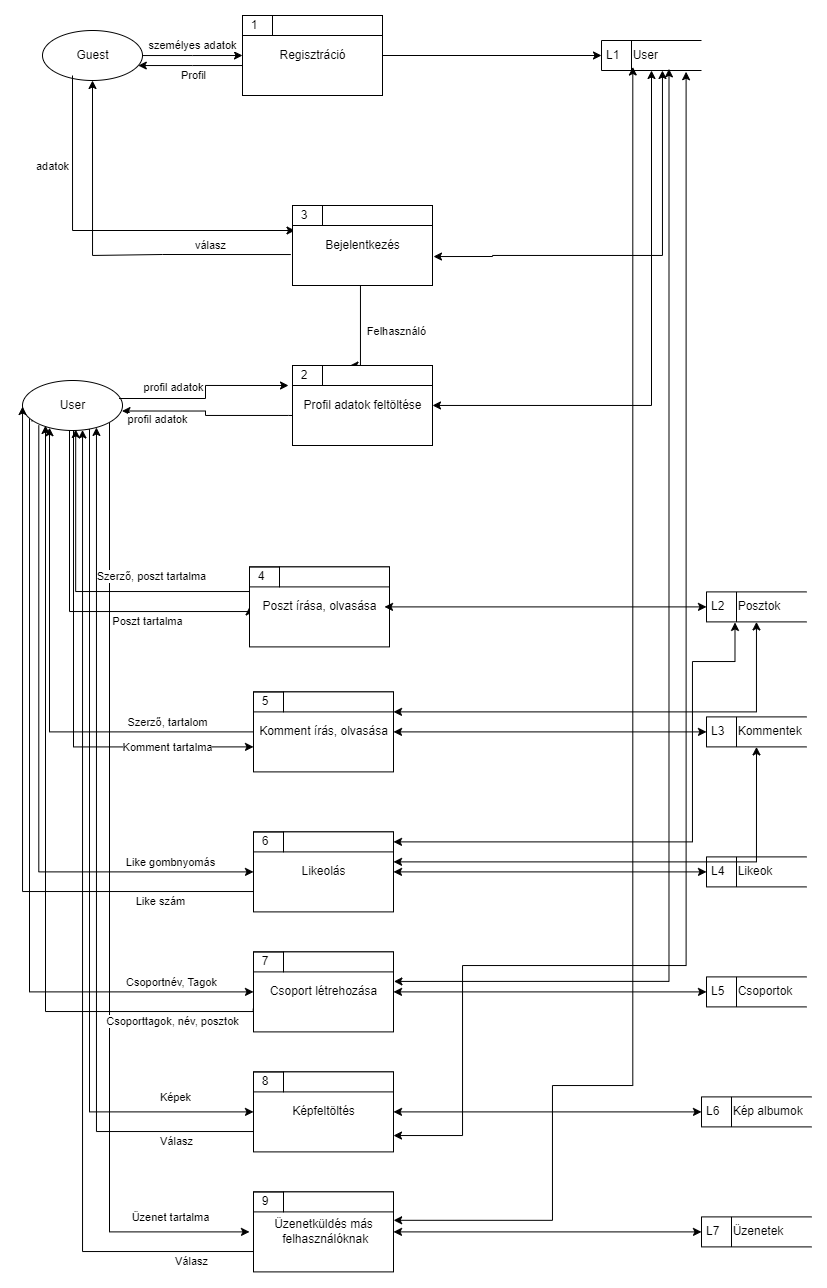 1
Guest
személyes adatok
Regisztráció
L1
User
Profil
adatok
3
válasz
Bejelentkezés
Felhasználó
2
User
profil adatok
Profil adatok feltöltése
profil adatok
4
Szerző, poszt tartalma
Poszt írása, olvasása
L2
Posztok
Poszt tartalma
5
Szerző, tartalom
Komment írás, olvasása
L3
Kommentek
Komment tartalma
6
Like gombnyomás
Likeolás
L4
Likeok
Like szám
7
Csoportnév, Tagok
Csoport létrehozása
L5
Csoportok
Csoporttagok, név, posztok
8
Képek
Képfeltöltés
L6
Kép albumok
Válasz
9
Üzenet tartalma
Üzenetküldés más
felhasználóknak
L7
Üzenetek
Válasz